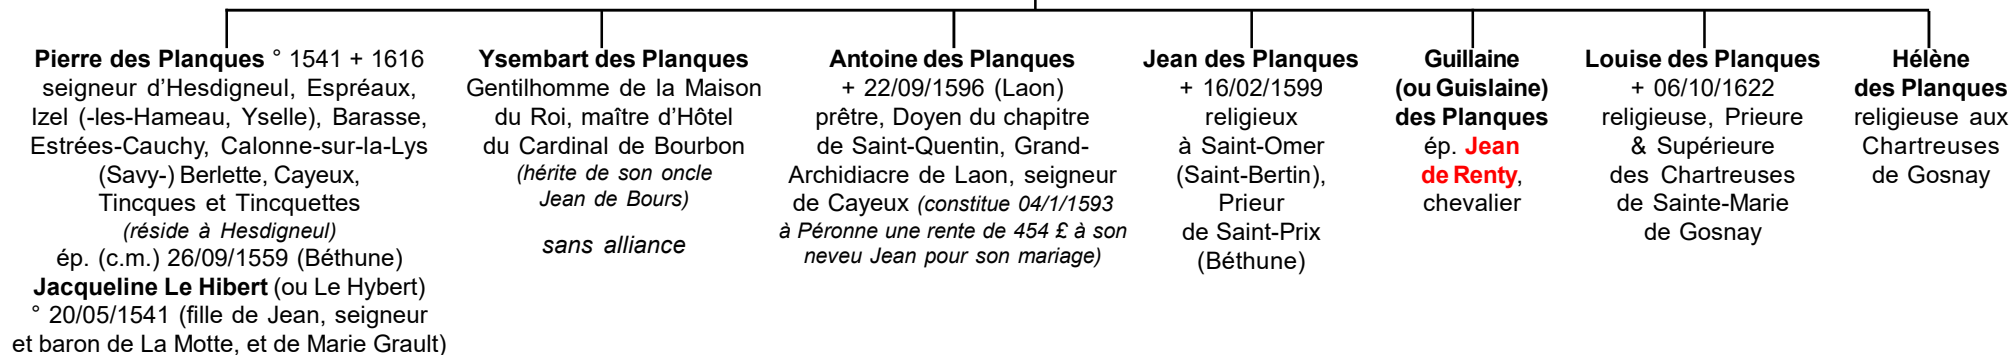 Pierre des Planques ° 1541 + 1616
seigneur d'Hesdigneul, Espréaux,
Izel (-les-Hameau, Yselle), Barasse,
Estrées-Cauchy, Calonne-sur-la-Lys
(Savy-) Berlette, Cayeux,
Tincques et Tincquettes
(réside à Hesdigneul)
ép. (c.m.) 26/09/1559 (Béthune)
Jacqueline Le Hibert (ou Le Hybert)
° 20/05/1541 (fille de Jean, seigneur
et baron de La Motte, et de Marie Grault)
Ysembart des Planques
Gentilhomme de la Maison
du Roi, maître d'Hôtel
du Cardinal de Bourbon
(hérite de son oncle
Jean de Bours)
sans alliance
Antoine des Planques
+ 22/09/1596 (Laon)
prêtre, Doyen du chapitre
de Saint-Quentin, Grand-
Archidiacre de Laon, seigneur
de Cayeux (constitue 04/1/1593
à Péronne une rente de 454 £ à son
neveu Jean pour son mariage)
Jean des Planques
+ 16/02/1599
religieux
à Saint-Omer
(Saint-Bertin),
Prieur
de Saint-Prix
(Béthune)
Guillaine
(ou Guislaine)
des Planques
ép. Jean
de Renty,
chevalier
Louise des Planques
+ 06/10/1622
religieuse, Prieure
& Supérieure
des Chartreuses
de Sainte-Marie
de Gosnay
Hélène
des Planques
religieuse aux
Chartreuses
de Gosnay